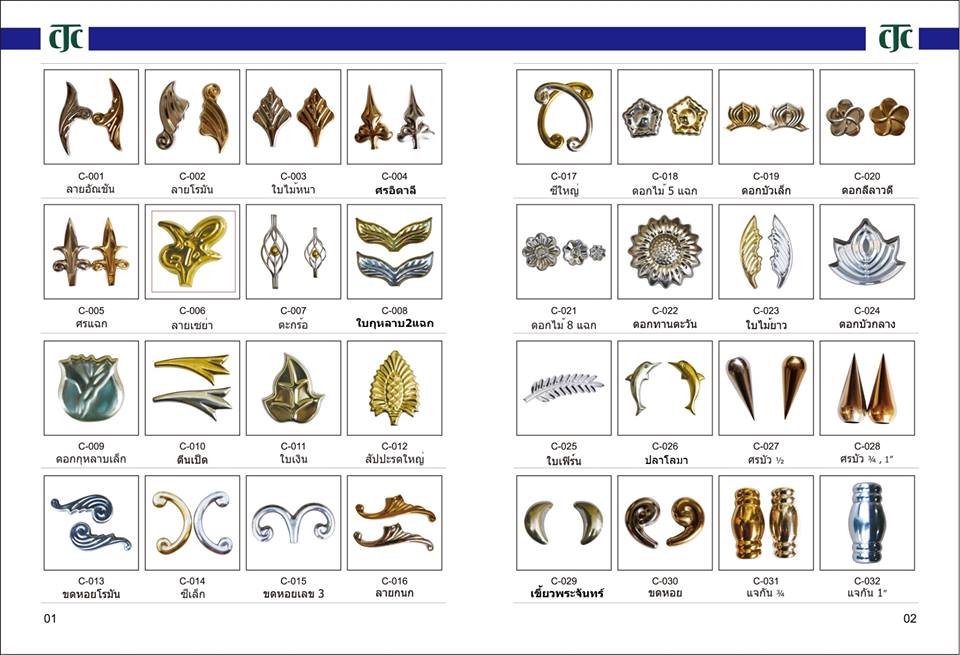 CTC
CTC
C-001 C-002 C-003 C-004
ลายอัญชัน ลายโรมัน ใบไม้หนา ศรอิตาลี
C-005 C-006 C-007 C-008
ศรแฉก ลายเซย่า ตะกร้อ ใบกุหลาบ2แฉก
C-009 C-010 C-011 C-012
ดอกกุหลาบเล็ก ตีนเป็ด ใบเงิน สัปปะรดใหญ่
C-013 C-014 C-015 C-016
ขดหอยโรมัน ซีเล็ก ขดหอยเลข 3 ลายกนก
01
C-017 C-018 C-019 C-020
ซีใหญ่ ดอกไม้ 5 แฉก ดอกบัวเล็ก ดอกลีลาวดี
C-021 C-022 C-023 C-024
ดอกไม้ 8 แฉก ดอกทานตะวัน ใบไม้ยาว ดอกบัวกลาง
C-025 C-026 C-027 C-028
ใบเฟิร์น ปลาโลมา ศรบัว ½ ศรบัว ¾ , 1”
C-029 C-030 C-031 C-032
เขี้ยวพระจันทร์ ขดหอย แจกัน ¾ แจกัน 1”
02